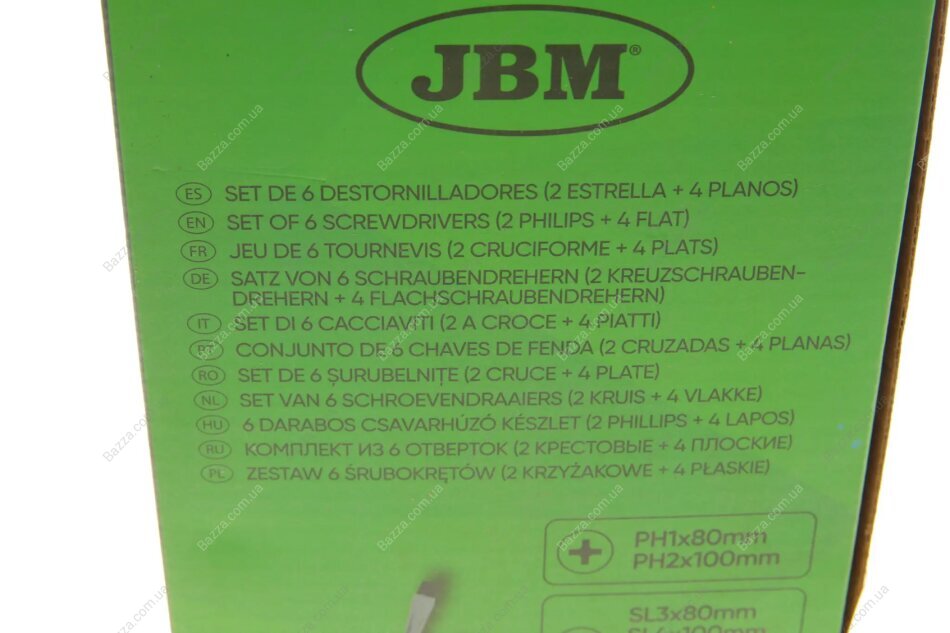 JBM®
ES SET DE 6 DESTORNILLADORES (2 ESTRELLA + 4 PLANOS)
EN SET OF 6 SCREWDRIVERS (2 PHILIPS + 4 FLAT)
FR JEU DE 6 TOURNEVIS (2 CRUCIFORME + 4 PLATS)
DE SATZ VON 6 SCHRAUBENDREHERN (2 KREUZSCHRAUBEN-
DREHERN + 4 FLACHSCHRAUBENDREHERN)
IT SET DI 6 CACCIAVITI (2 A CROCE + 4 PIATTI)
PT CONJUNTO DE 6 CHAVES DE FENDA (2 CRUZADAS + 4 PLANAS)
RO SET DE 6 ȘURUBELNIȚE (2 CRUCE + 4 PLATE)
NL SET VAN 6 SCHROEVENDRAAIERS (2 KRUIS + 4 VLAKKE)
HU 6 DARABOS CSAVARHÚZÓ KÉSZLET (2 PHILLIPS + 4 LAPOS)
RU КОМПЛЕКТ ИЗ 6 ОТВЕРТОК (2 КРЕСТОВЫЕ + 4 ПЛОСКИЕ)
PL ZESTAW 6 ŚRUBOKRĘTÓW (2 KRZYŻAKOWE + 4 PŁASKIE)
PH1x80mm
PH2x100mm
SL3x80mm
SL4x100mm
Bazza.com.ua